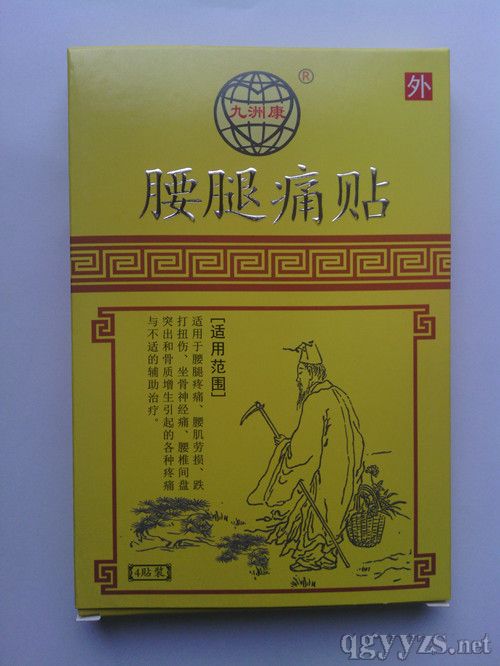 九洲康
®
外
腰腿痛贴
[适用范围]
适用于腰腿疼痛、腰肌劳损、跌
打扭伤、坐骨神经痛、腰椎间盘
突出和骨质增生引起的各种疼痛
与不适的辅助治疗。
4贴装
qgyyzs.net